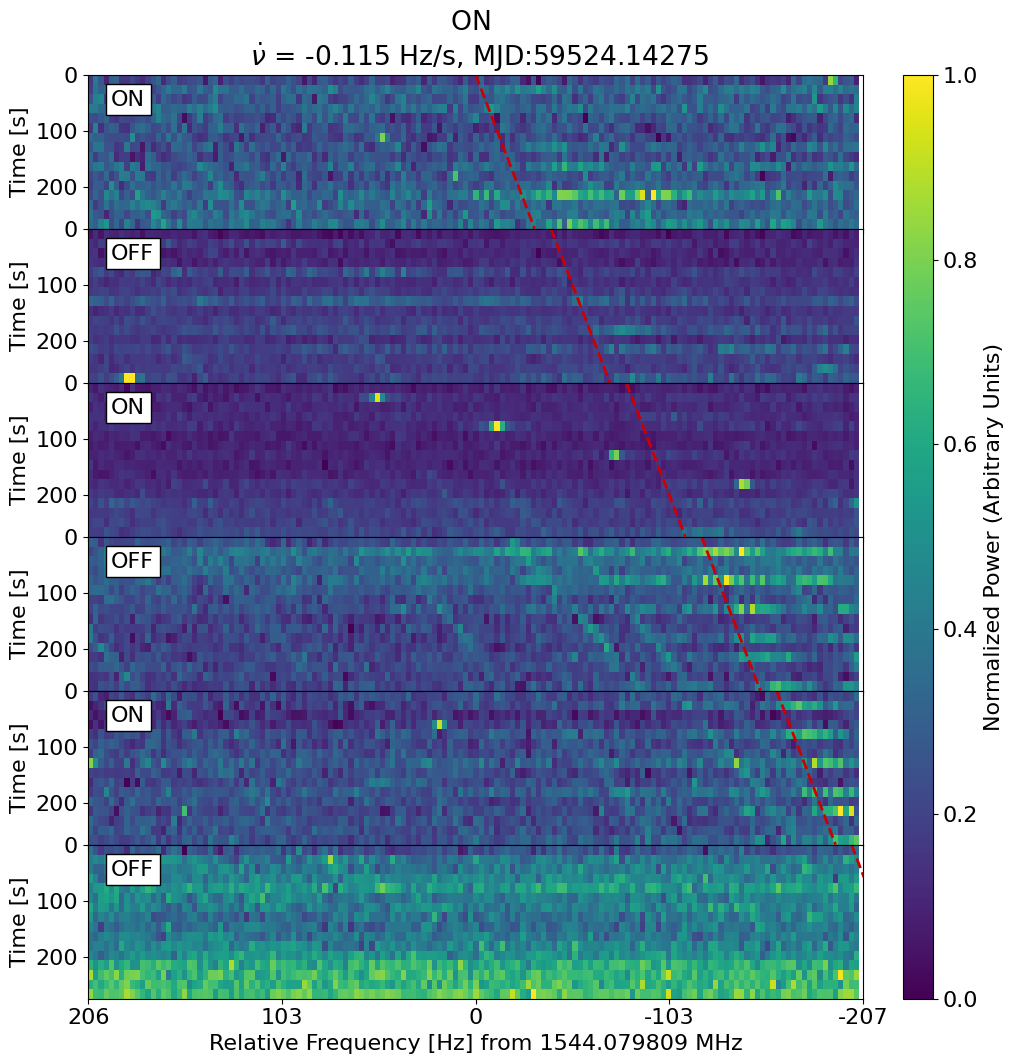 ON
ν̇ = -0.115 Hz/s, MJD:59524.14275
ON
OFF
ON
OFF
ON
OFF
0
100
200
0
100
200
0
100
200
0
100
200
0
100
200
0
100
200
Time [s]
Time [s]
Time [s]
Time [s]
Time [s]
Time [s]
206 103 0 -103 -207
Relative Frequency [Hz] from 1544.079809 MHz
1.0
0.8
0.6
0.4
0.2
0.0
Normalized Power (Arbitrary Units)